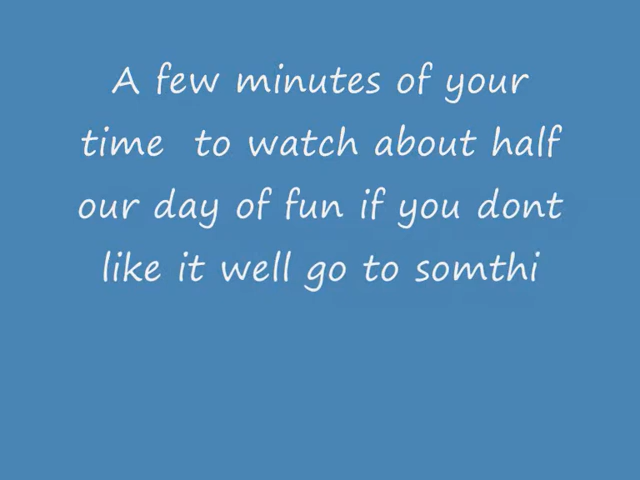 A few minutes of your
time  to watch about half
our day of fun if you dont
like it well go to somthi